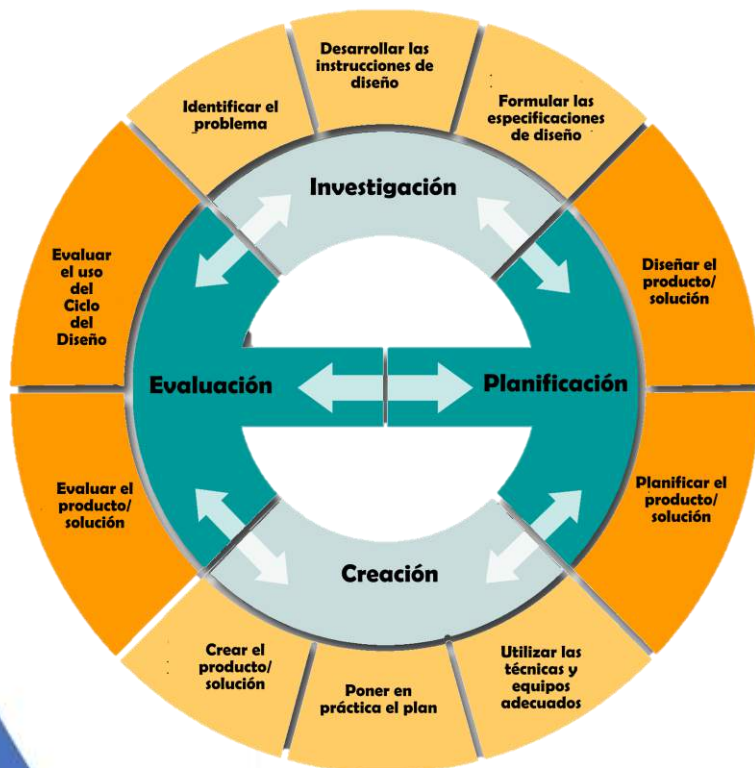 Desarrollar las
instrucciones de
diseño
Identificar el
problema
Formular las
especificaciones
de diseño
Investigación
Evaluar
el uso
del
Ciclo
del
Diseño
Diseñar el
producto/
solución
Evaluación
Planificación
Evaluar el
producto/
solución
Planificar el
producto/
solución
Creación
Crear el
producto/
solución
Poner en
práctica el plan
Utilizar las
técnicas y
equipos
adecuados